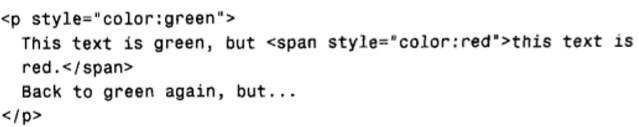 <p style="color:green">
This text is green, but <span style="color:red">this text is
red.</span>
Back to green again, but...
</p>